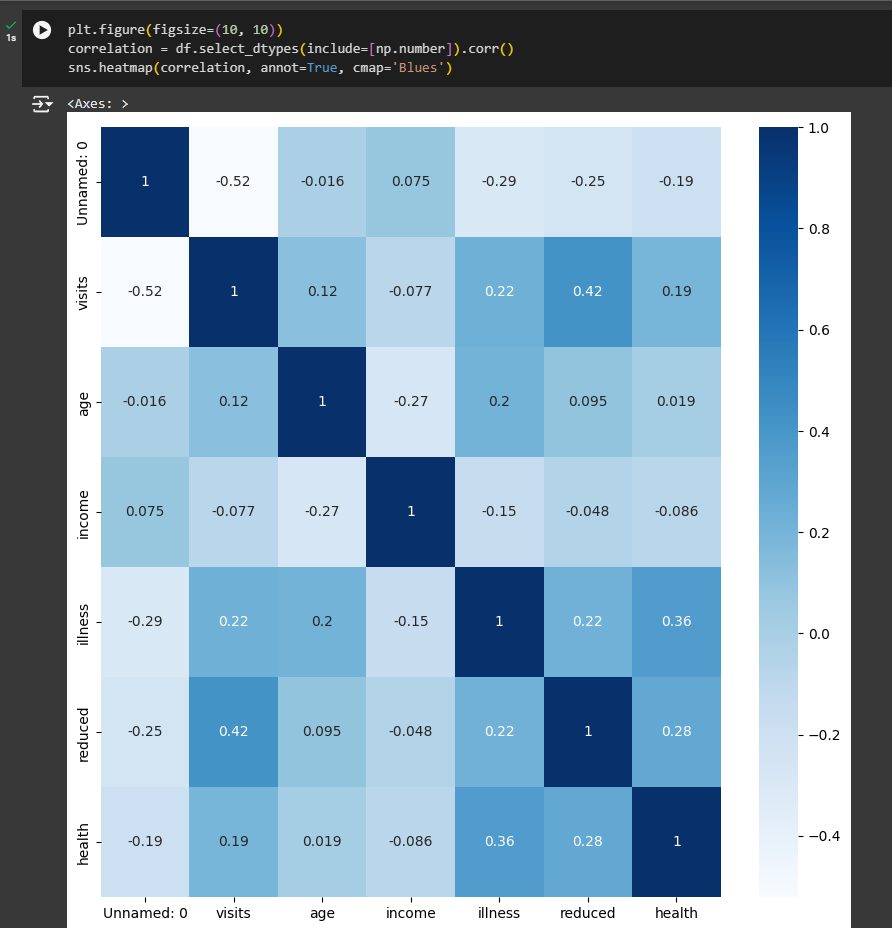 1s
plt.figure(figsize=(10, 10))
correlation = df.select_dtypes(include=[np.number]).corr()
sns.heatmap(correlation, annot=True, cmap='Blues')
<Axes: >
Unnamed: 0 1 -0.52 -0.016 0.075 -0.29 -0.25 -0.19
visits -0.52 1 0.12 -0.077 0.22 0.42 0.19
age -0.016 0.12 1 -0.27 0.2 0.095 0.019
income 0.075 -0.077 -0.27 1 -0.15 -0.048 -0.086
illness -0.29 0.22 0.2 -0.15 1 0.22 0.36
reduced -0.25 0.42 0.095 -0.048 0.22 1 0.28
health -0.19 0.19 0.019 -0.086 0.36 0.28 1
Unnamed: 0 visits age income illness reduced health
1.0
0.8
0.6
0.4
0.2
0.0
−0.2
−0.4